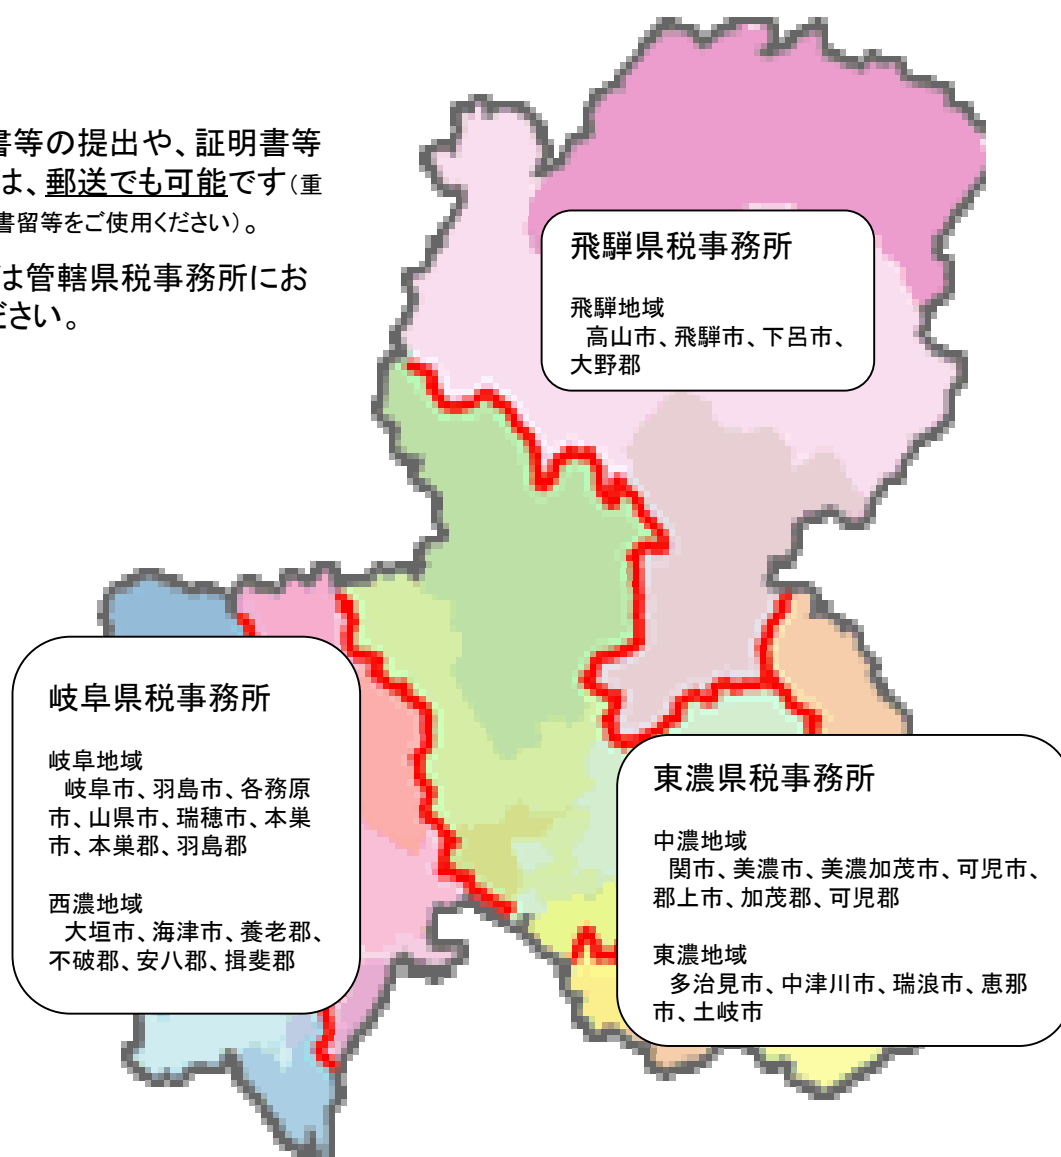 書等の提出や、証明書等
は、郵送でも可能です（重
書留等をご使用ください）。
は管轄県税事務所にお
ださい。
飛騨県税事務所
飛騨地域
高山市、飛騨市、下呂市、
大野郡
岐阜県税事務所
岐阜地域
岐阜市、羽島市、各務原
市、山県市、瑞穂市、本巣
市、本巣郡、羽島郡
西濃地域
大垣市、海津市、養老郡、
不破郡、安八郡、揖斐郡
東濃県税事務所
中濃地域
関市、美濃市、美濃加茂市、可児市、
郡上市、加茂郡、可児郡
東濃地域
多治見市、中津川市、瑞浪市、恵那
市、土岐市